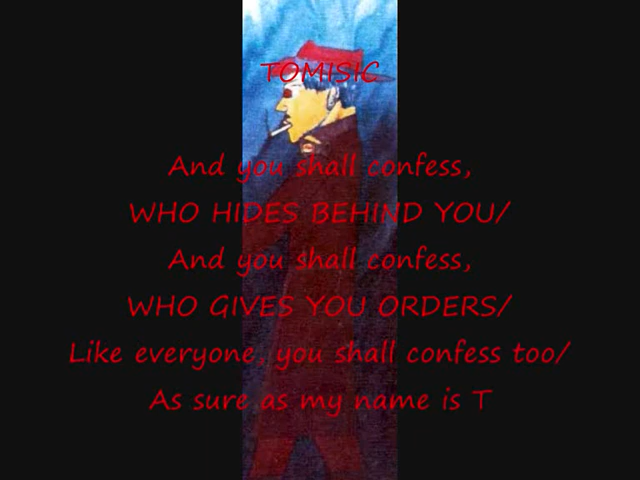 TOMISIC
And you shall confess,
WHO HIDES BEHIND YOU/
And you shall confess,
WHO GIVES YOU ORDERS/
Like everyone, you shall confess too/
As sure as my name is T